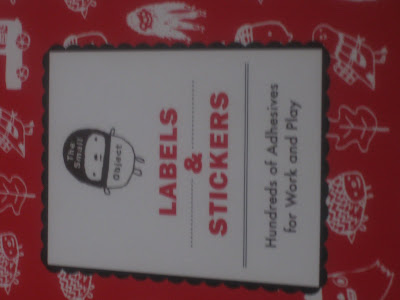 The
Small
Object
LABELS
&
STICKERS
Hundreds of Adhesives
for Work and Play